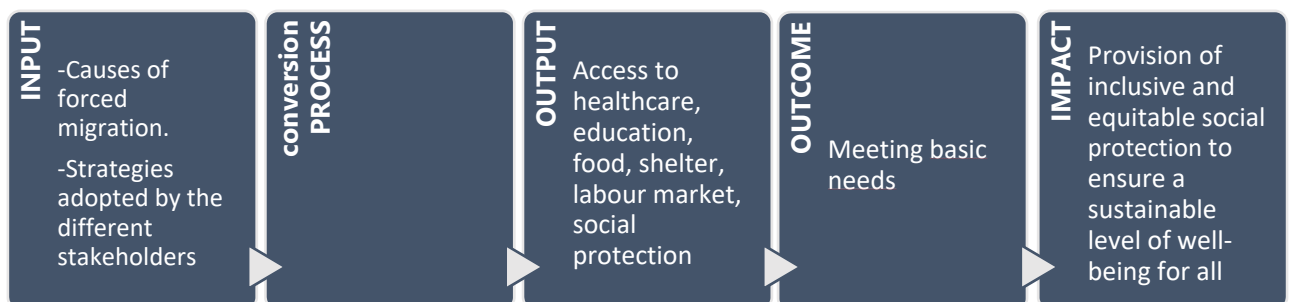 INPUT
-Causes of
forced
migration.
-Strategies
adopted by the
different
stakeholders
conversion
PROCESS
OUTPUT
Access to
healthcare,
education,
food, shelter,
labour market,
social
protection
OUTCOME
Meeting basic
needs
IMPACT
Provision of
inclusive and
equitable social
protection to
ensure a
sustainable
level of well-
being for all